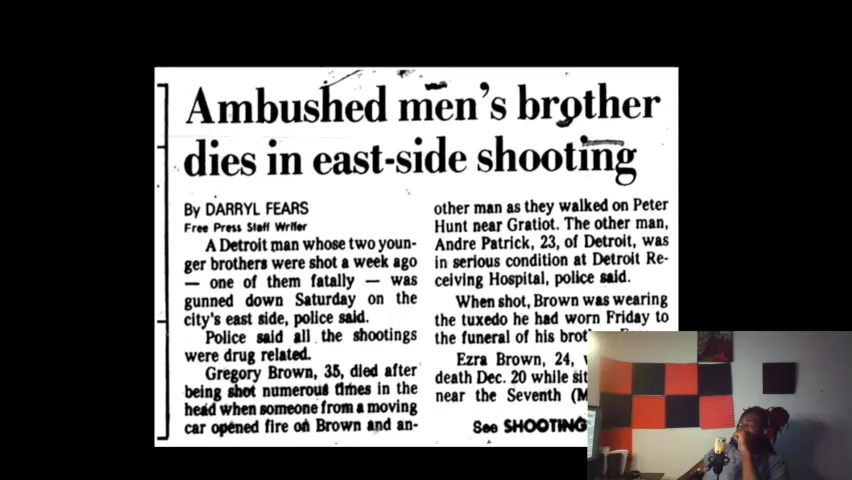 Ambushed men's brother
dies in east-side shooting
By DARRYL FEARS
Free Press Staff Writer
A Detroit man whose two youn-
ger brothers were shot a week ago
— one of them fatally — was
gunned down Saturday on the
city's east side, police said.
Police said all the shootings
were drug related.
Gregory Brown, 35, died after
being shot numerous times in the
head when someone from a moving
car opened fire on Brown and an-
other man as they walked on Peter
Hunt near Gratiot. The other man,
Andre Patrick, 23, of Detroit, was
in serious condition at Detroit Re-
ceiving Hospital, police said.
When shot, Brown was wearing
the tuxedo he had worn Friday to
the funeral of his
Ezra Brown, 24,
death Dec. 20 while
near the Seventh
See SHOOTING